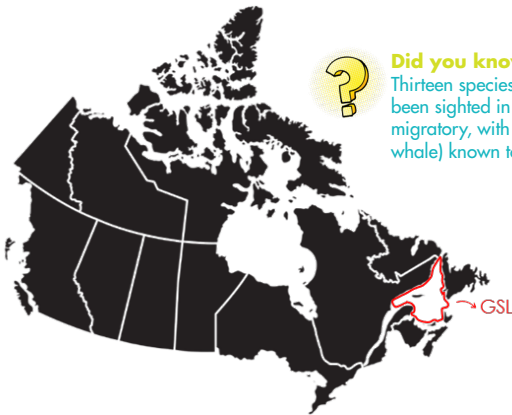 Did you know
Thirteen species
been sighted in
migratory, with
whale) known to
GSL